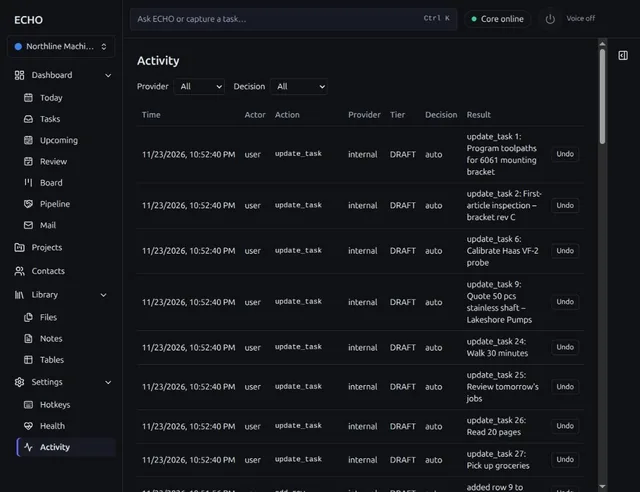 ECHO
Ask ECHO or capture a task…
Ctrl K
Core online
Voice off
Northline Machi…
Dashboard
Today
Tasks
Upcoming
Review
Board
Pipeline
Mail
Projects
Contacts
Library
Files
Notes
Tables
Settings
Hotkeys
Health
Activity
Activity
Provider All Decision All
Time Actor Action Provider Tier Decision Result
11/23/2026, 10:52:40 PM user update_task internal DRAFT auto update_task 1:
Program toolpaths
for 6061 mounting
bracket
Undo
11/23/2026, 10:52:40 PM user update_task internal DRAFT auto update_task 2: First-
article inspection –
bracket rev C
Undo
11/23/2026, 10:52:40 PM user update_task internal DRAFT auto update_task 6:
Calibrate Haas VF-2
probe
Undo
11/23/2026, 10:52:40 PM user update_task internal DRAFT auto update_task 9:
Quote 50 pcs
stainless shaft –
Lakeshore Pumps
Undo
11/23/2026, 10:52:40 PM user update_task internal DRAFT auto update_task 24:
Walk 30 minutes
Undo
11/23/2026, 10:52:40 PM user update_task internal DRAFT auto update_task 25:
Review tomorrow's
jobs
Undo
11/23/2026, 10:52:40 PM user update_task internal DRAFT auto update_task 26:
Read 20 pages
Undo
11/23/2026, 10:52:40 PM user update_task internal DRAFT auto update_task 27:
Pick up groceries
Undo
added row 9 to